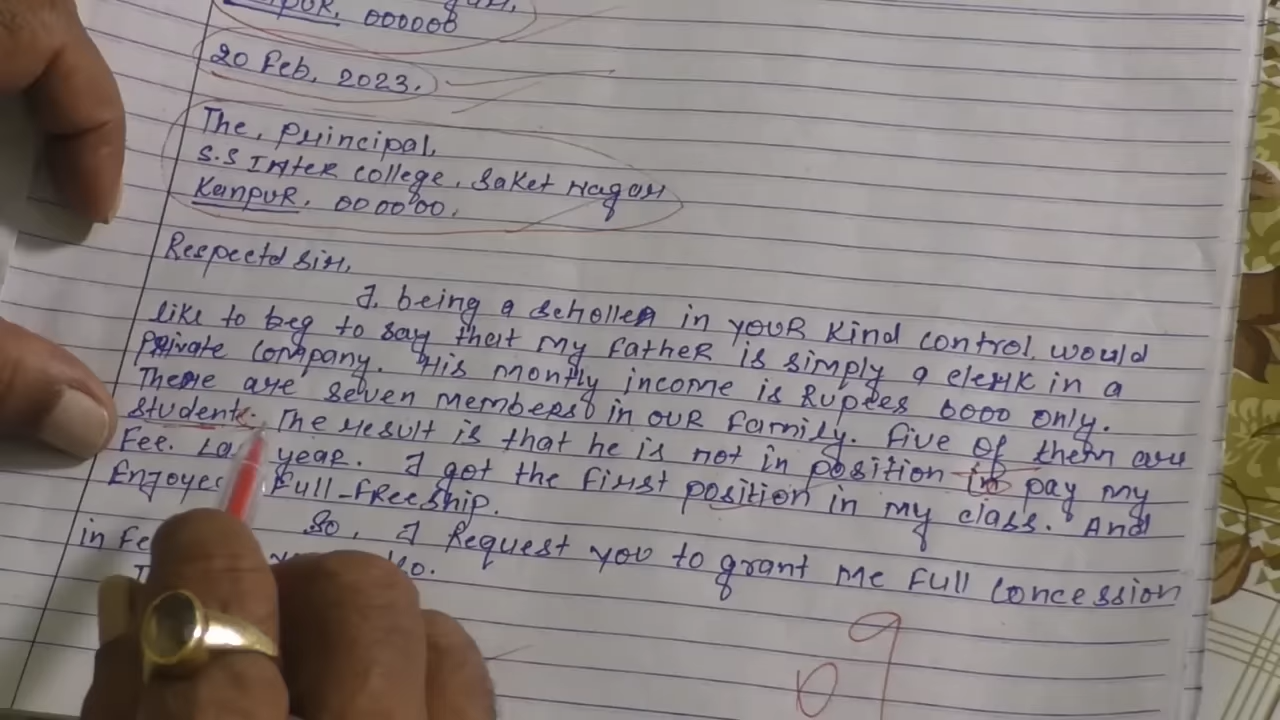 000006
20 Feb, 2023.
The, principal,
S.S Inter college, Saket nagar
Kanpur, 000000,
Respectd sir,
I, being a scholler in your kind control, would
like to beg to say that my father is simply a clerk in a
private company. His montly income is Rupees 6000 only.
There are seven members in our family. five of them are
students. The result is that he is not in position in pay my
Fee. year. I got the first position in my class. And
full-freeship.
So, I request you to grant me full concession
in